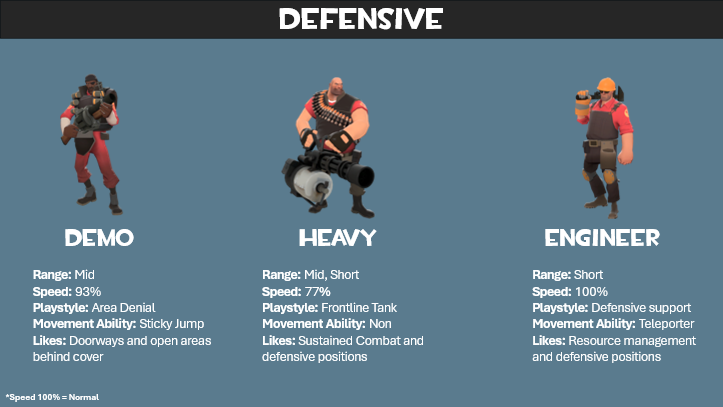 DEFENSIVE
DEMO
Range: Mid
Speed: 93%
Playstyle: Area Denial
Movement Ability: Sticky Jump
Likes: Doorways and open areas
behind cover
HEAVY
Range: Mid, Short
Speed: 77%
Playstyle: Frontline Tank
Movement Ability: Non
Likes: Sustained Combat and
defensive positions
ENGINEER
Range: Short
Speed: 100%
Playstyle: Defensive support
Movement Ability: Teleporter
Likes: Resource management
and defensive positions
*Speed 100% = Normal